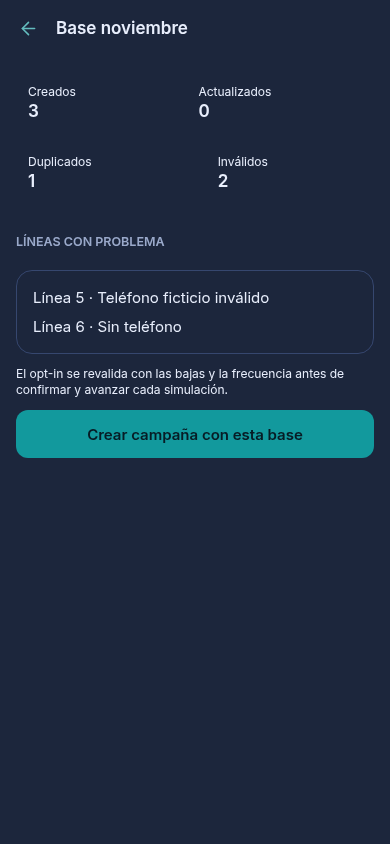 Base noviembre
Creados
3
Actualizados
0
Duplicados
1
Inválidos
2
LÍNEAS CON PROBLEMA
Línea 5 · Teléfono ficticio inválido
Línea 6 · Sin teléfono
El opt-in se revalida con las bajas y la frecuencia antes de
confirmar y avanzar cada simulación.
Crear campaña con esta base